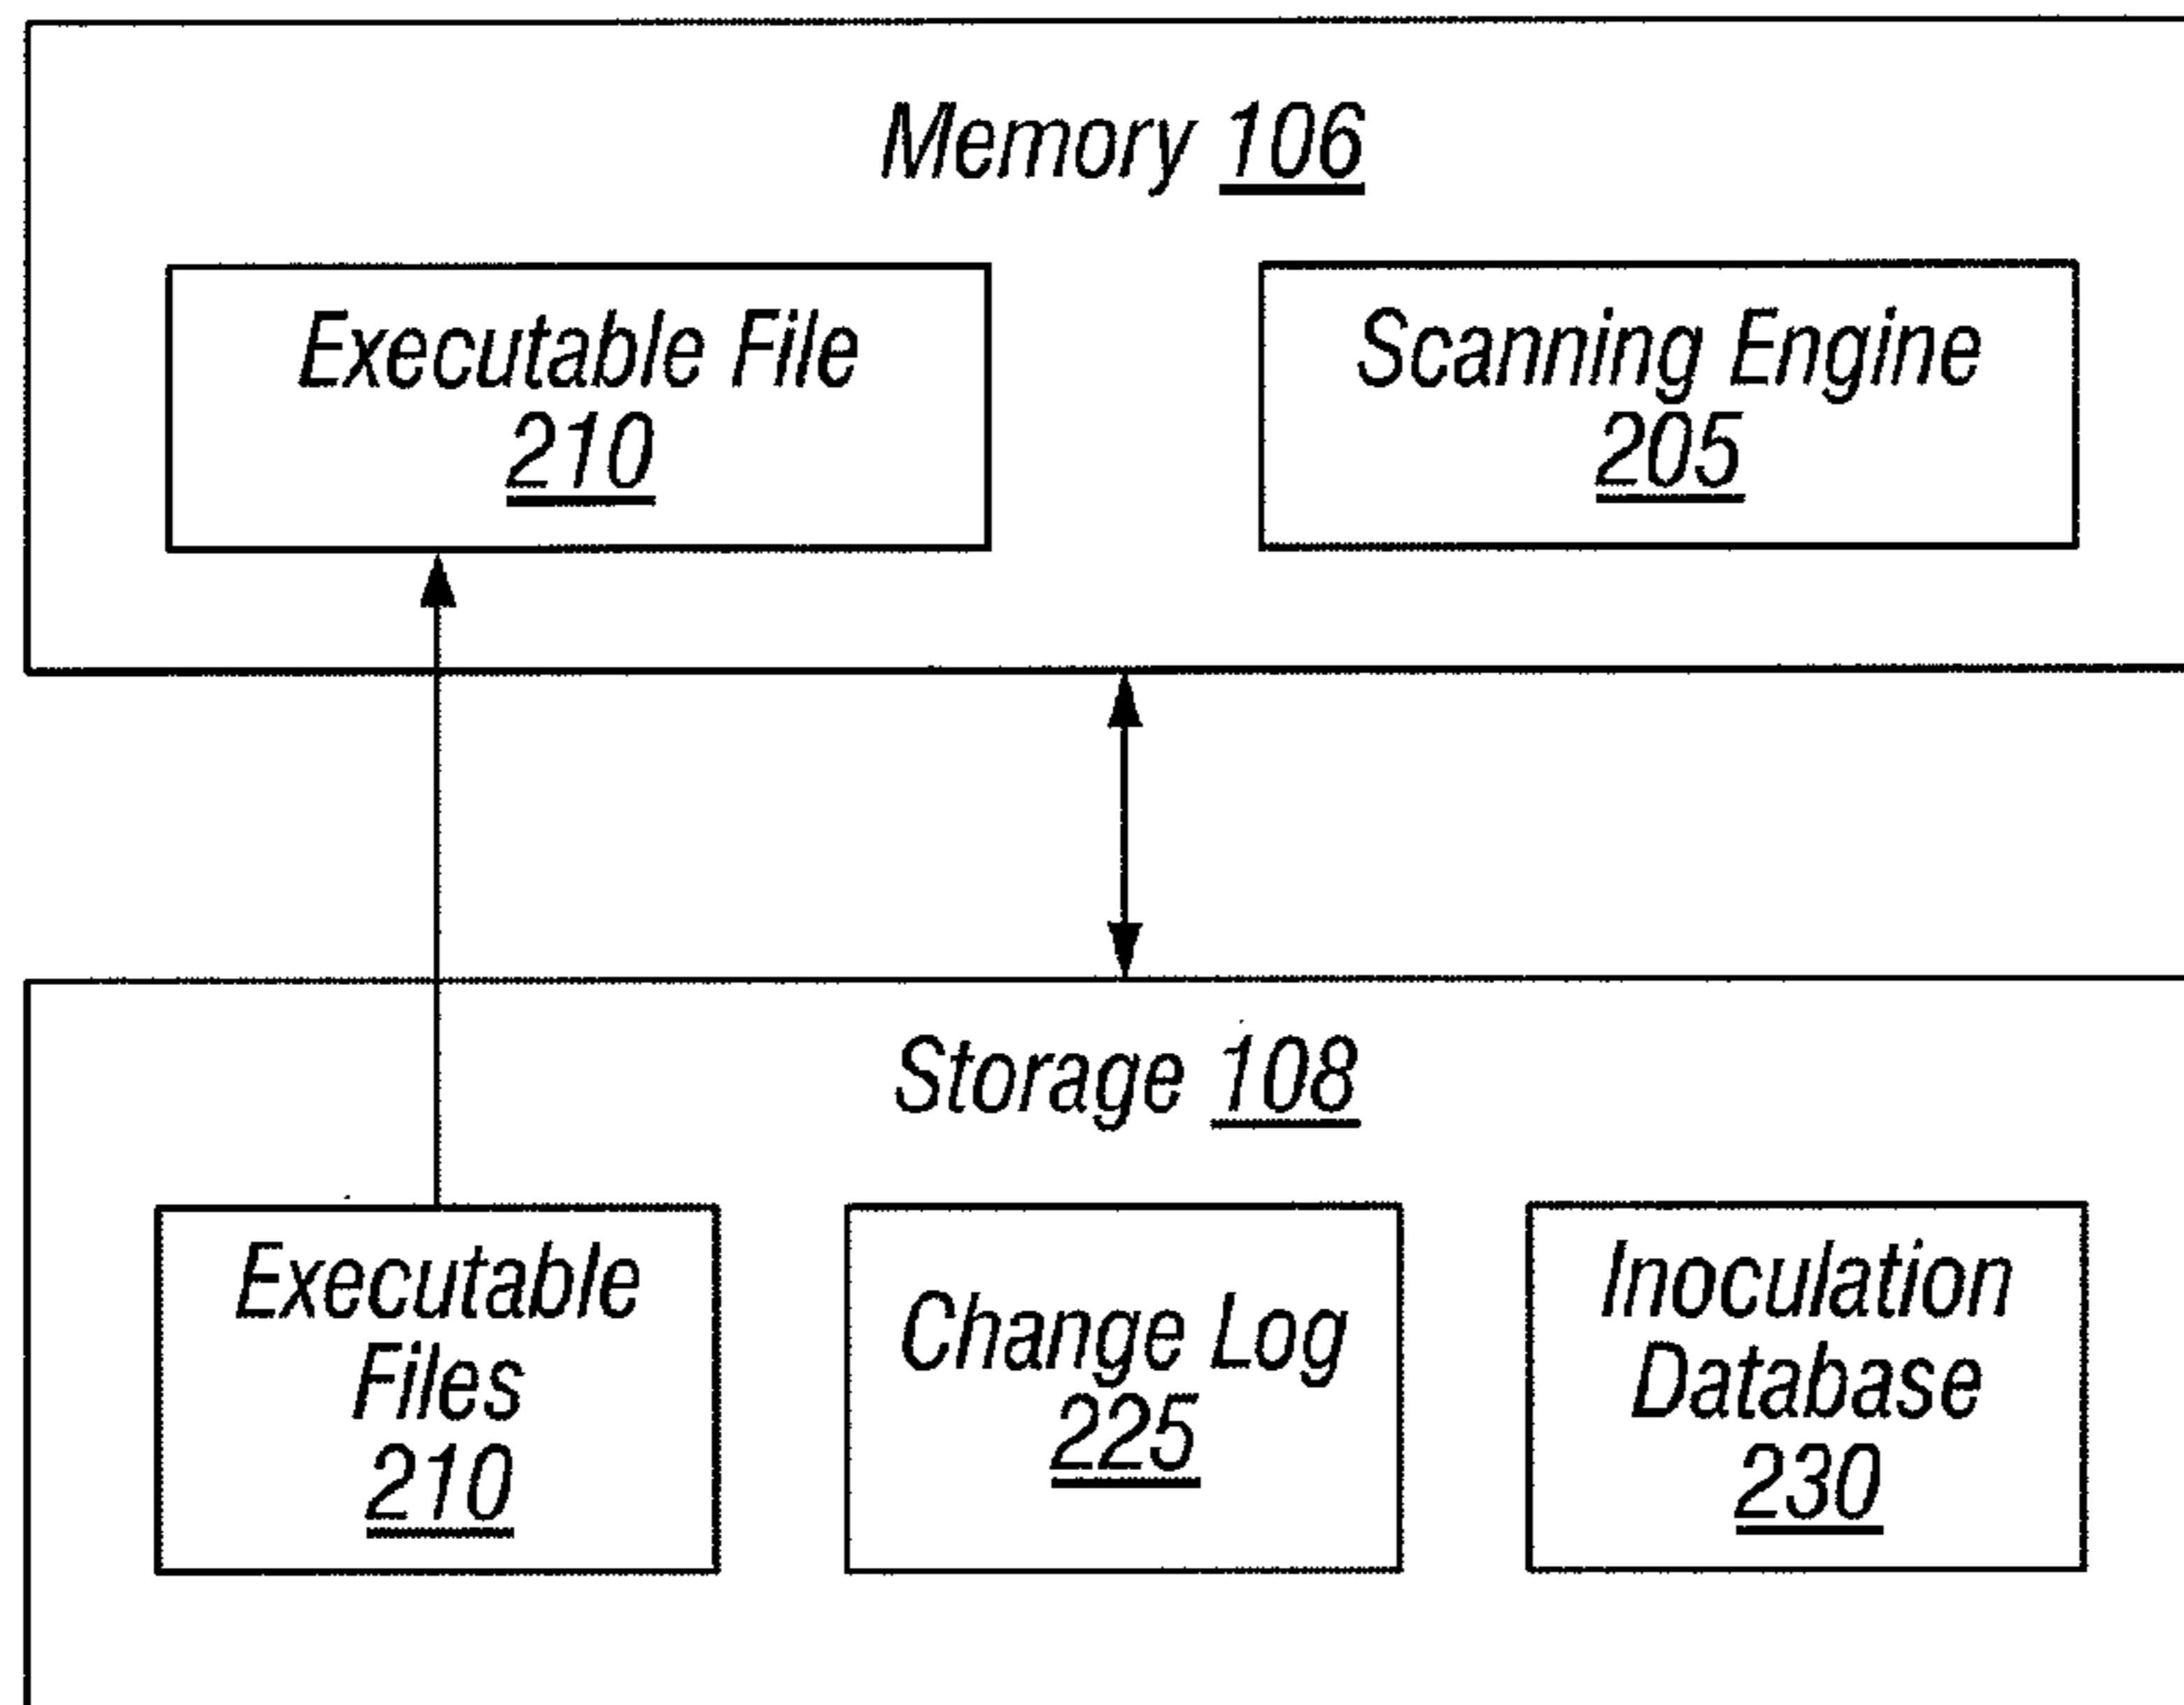 Memory 106
Executable File
210
Scanning Engine
205
Storage 108
Executable
Files
210
Change Log
225
Inoculation
Database
230